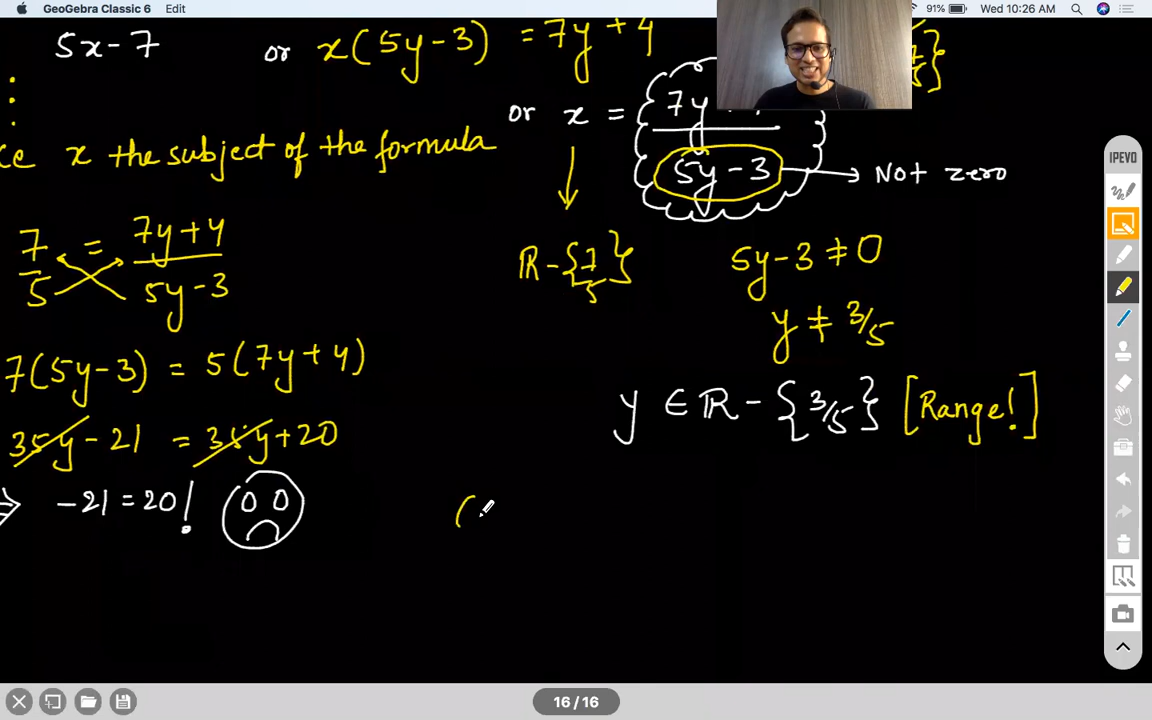 GeoGebra Classic 6 Edit
91% Wed 10:26 AM
5x-7
or x(5y-3) = 7y+4
or x = 7y
5y-3 → Not zero
x the subject of the formula
7/5 = 7y+4/5y-3
ℝ-{7/5}
5y-3≠0
y ≠ 3/5
7(5y-3) = 5(7y+4)
y ∈ ℝ - {3/5} [Range!]
35y-21 = 35y+20
⇒ -21=20!
(
IPEVO
16/16